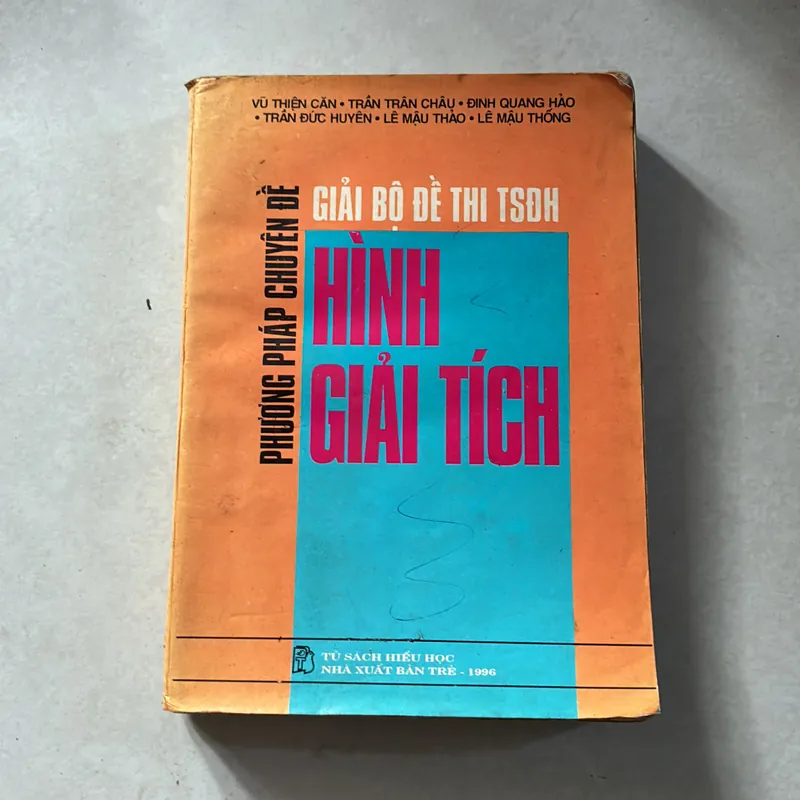 VŨ THIỆN CĂN • TRẦN TRÂN CHÂU • ĐINH QUANG HẢO
• TRẦN ĐỨC HUYÊN • LÊ MẬU THẢO • LÊ MẬU THỐNG
PHƯƠNG PHÁP CHUYÊN ĐỀ
GIẢI BỘ ĐỀ THI TSĐH
HÌNH
GIẢI TÍCH
TỦ SÁCH HIẾU HỌC
NHÀ XUẤT BẢN TRẺ - 1996